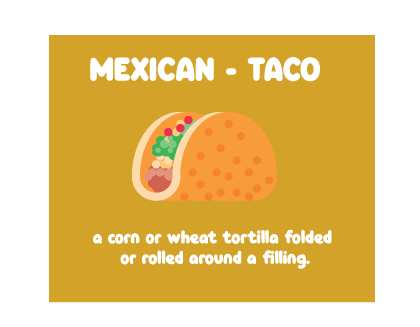 MEXICAN - TACO
a corn or wheat tortilla folded
or rolled around a filling.